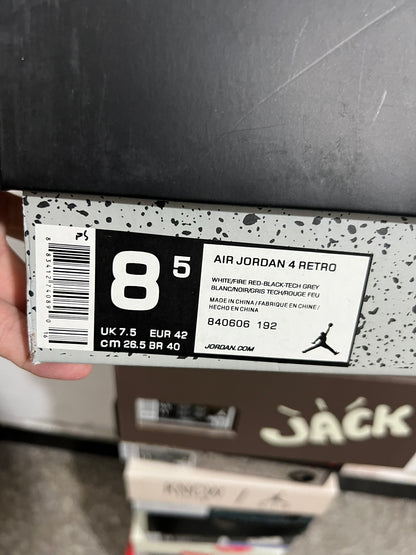 8 5
UK 7.5 EUR 42
cm 26.5 BR 40
AIR JORDAN 4 RETRO
WHITE/FIRE RED-BLACK-TECH GREY
BLANC/NOIR/GRIS TECH/ROUGE FEU
MADE IN CHINA / FABRIQUE EN CHINE /
HECHO EN CHINA
840606 192
JORDAN.COM
JACK